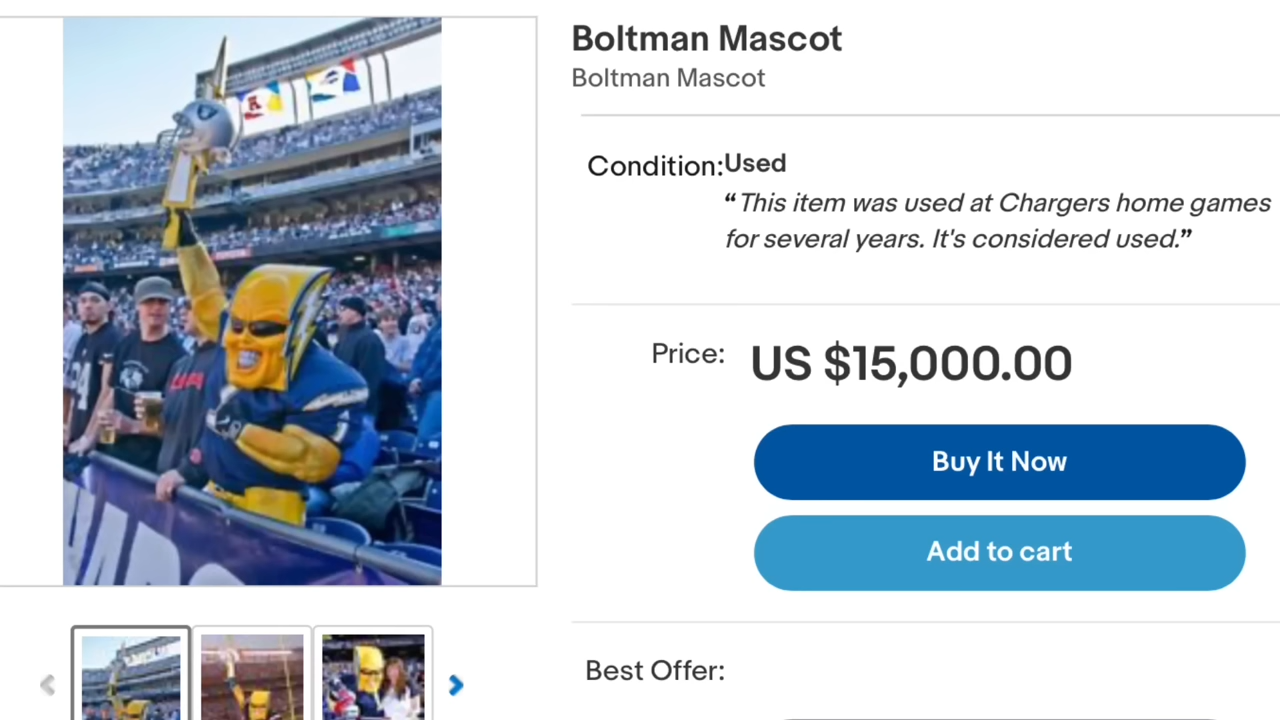 Boltman Mascot
Boltman Mascot
Condition: Used
“This item was used at Chargers home games
for several years. It's considered used.”
Price: US $15,000.00
Buy It Now
Add to cart
Best Offer: